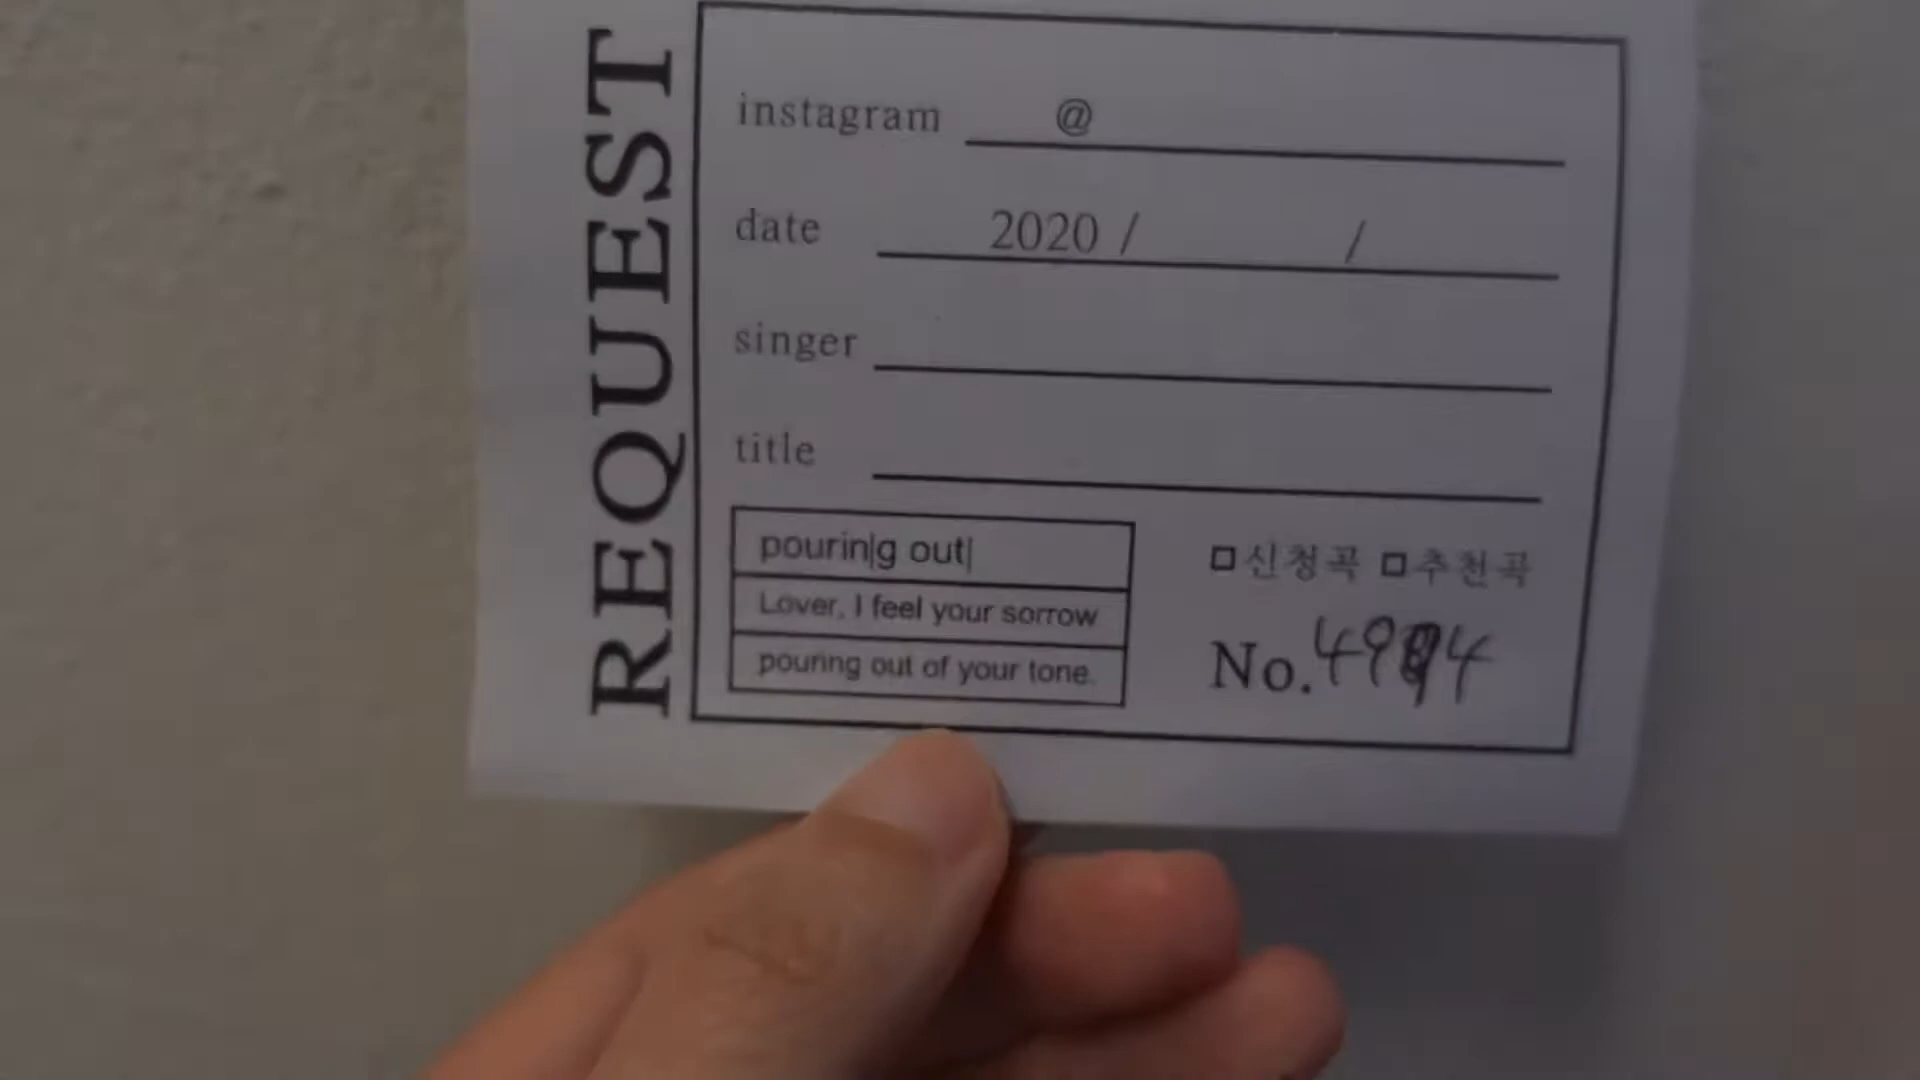 REQUEST
instagram @
date 2020 / /
singer
title
pourin|g out|
Lover, I feel your sorrow
pouring out of your tone.
□신청곡 □추천곡
No.